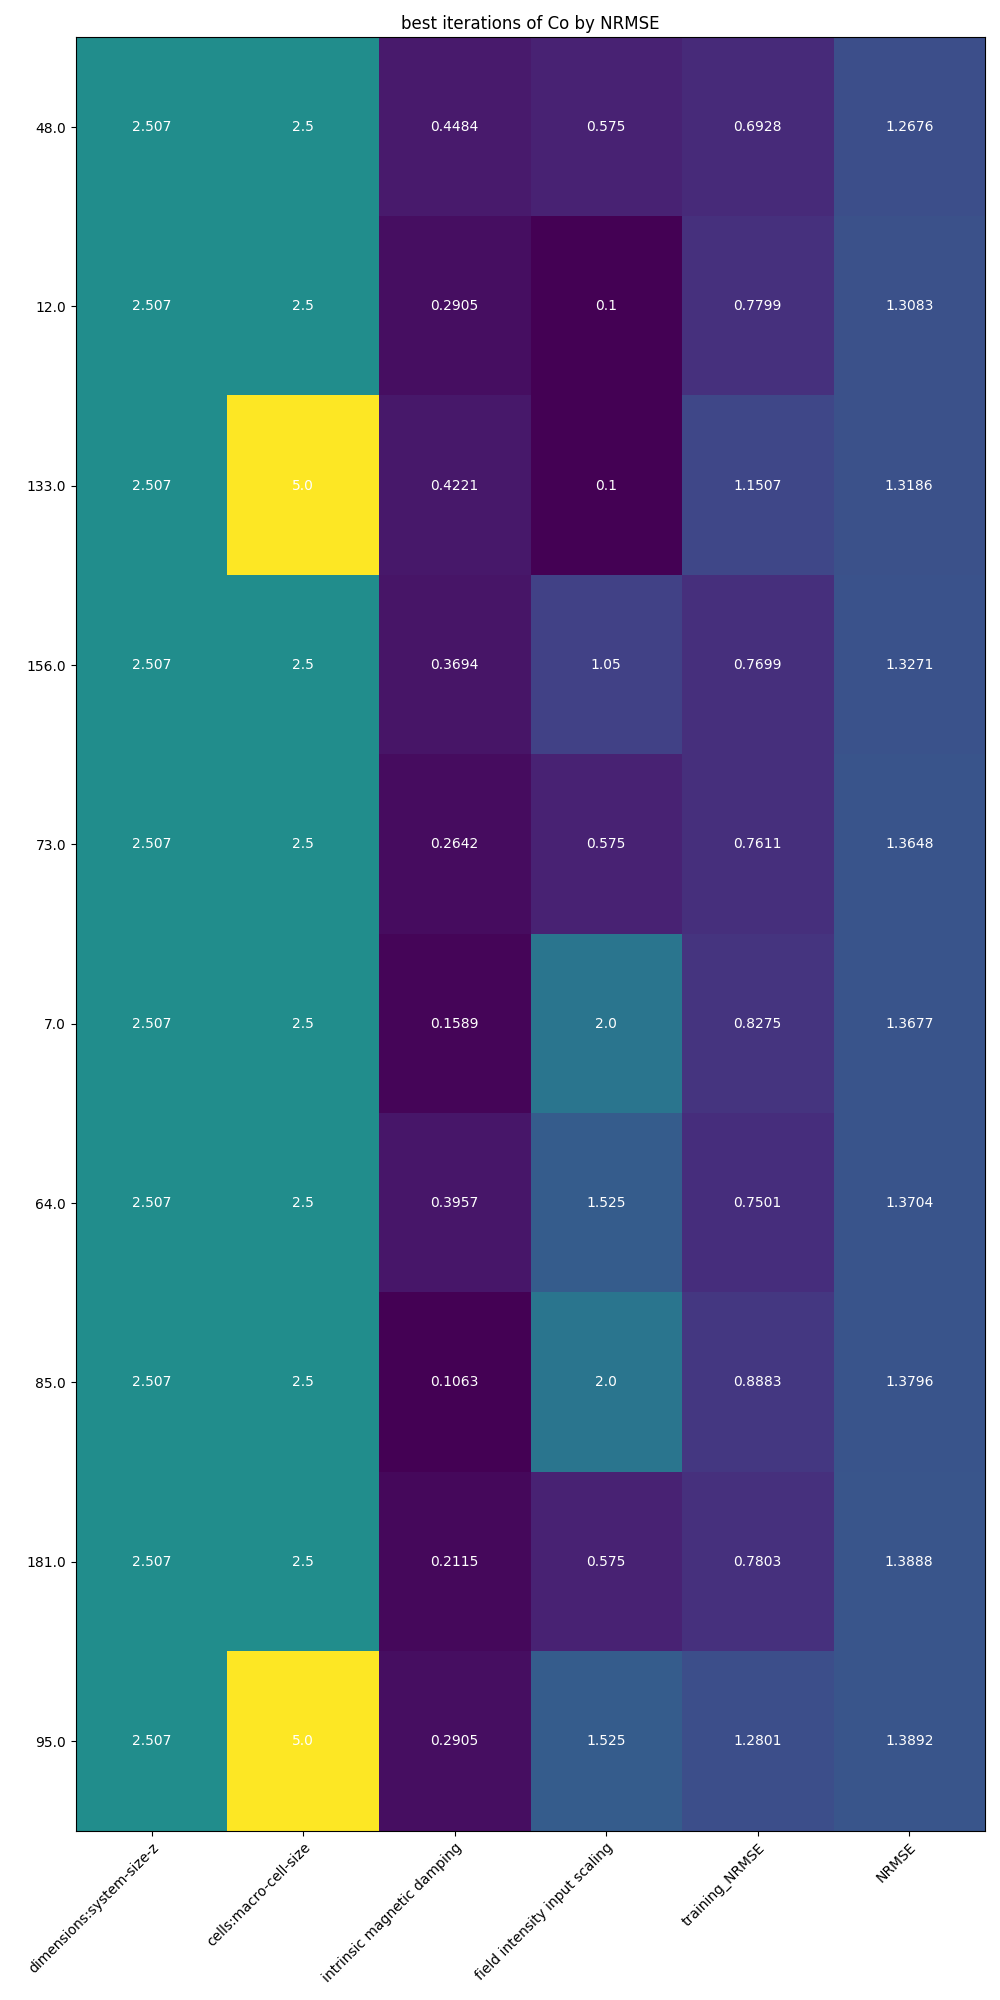 best iterations of Co by NRMSE
48.0 2.507 2.5 0.4484 0.575 0.6928 1.2676
12.0 2.507 2.5 0.2905 0.1 0.7799 1.3083
133.0 2.507 5.0 0.4221 0.1 1.1507 1.3186
156.0 2.507 2.5 0.3694 1.05 0.7699 1.3271
73.0 2.507 2.5 0.2642 0.575 0.7611 1.3648
7.0 2.507 2.5 0.1589 2.0 0.8275 1.3677
64.0 2.507 2.5 0.3957 1.525 0.7501 1.3704
85.0 2.507 2.5 0.1063 2.0 0.8883 1.3796
181.0 2.507 2.5 0.2115 0.575 0.7803 1.3888
95.0 2.507 5.0 0.2905 1.525 1.2801 1.3892
dimensions:system-size-z
cells:macro-cell-size
intrinsic magnetic damping
field intensity input scaling
training_NRMSE
NRMSE